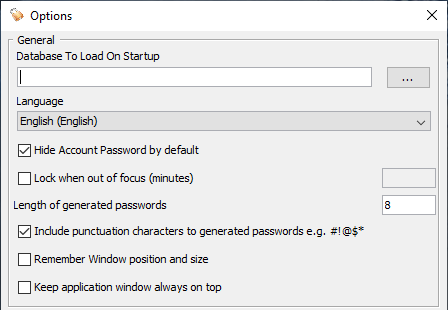 Options
General
Database To Load On Startup
...
Language
English (English)
Hide Account Password by default
Lock when out of focus (minutes)
Length of generated passwords 8
Include punctuation characters to generated passwords e.g. #!@$*
Remember Window position and size
Keep application window always on top